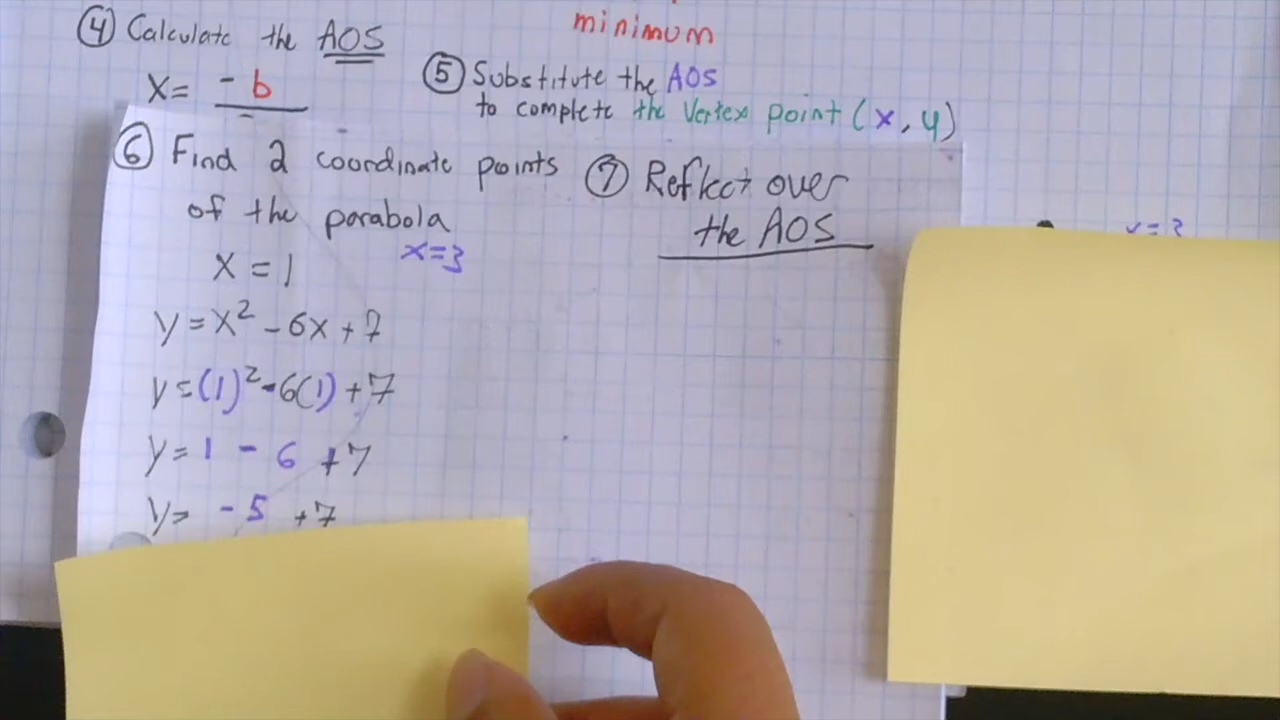 minimum
④ Calculate the AOS
x = -b
⑤ Substitute the AOS
to complete the Vertex point (x, y)
⑥ Find 2 coordinate points
of the parabola
x=3
x = 1
y = x² - 6x + 7
y = (1)² - 6(1) + 7
y = 1 - 6 + 7
y = -5 + 7
⑦ Reflect over
the AOS